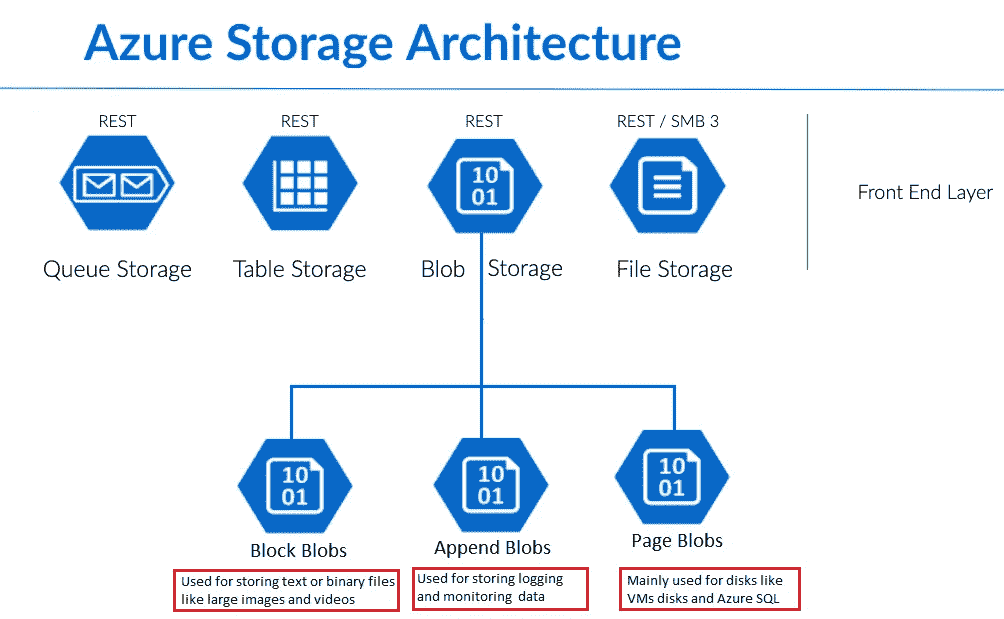 Azure Storage Architecture
REST
REST
REST
REST / SMB 3
Front End Layer
10
01
Queue Storage
Table Storage
Blob Storage
File Storage
10
01
10
01
10
01
Block Blobs
Append Blobs
Page Blobs
Used for storing text or binary files
like large images and videos
Used for storing logging
and monitoring data
Mainly used for disks like
VMs disks and Azure SQL